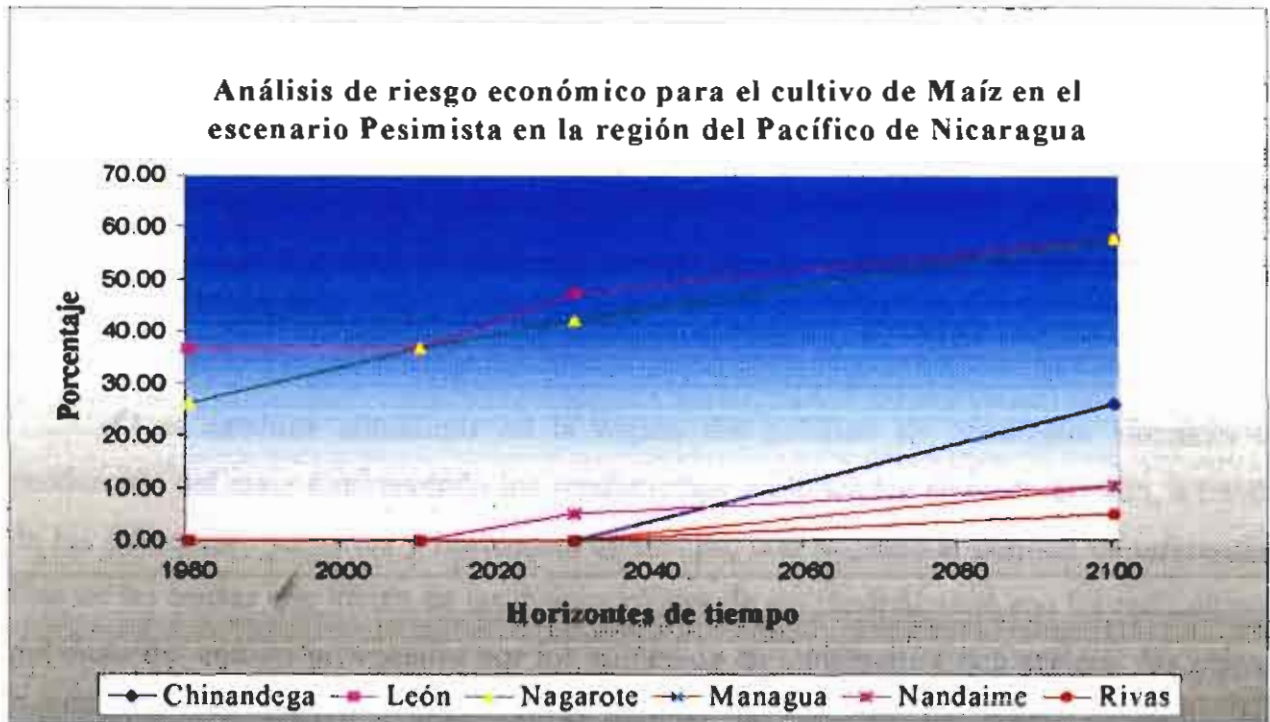 Análisis de riesgo económico para el cultivo de Maíz en el
escenario Pesimista en la región del Pacífico de Nicaragua
70.00
60.00
50.00
40.00
30.00
20.00
10.00
0.00
Porcentaje
1980 2000 2020 2040 2060 2080 2100
Horizontes de tiempo
Chinandega León Nagarote Managua Nandaime Rivas